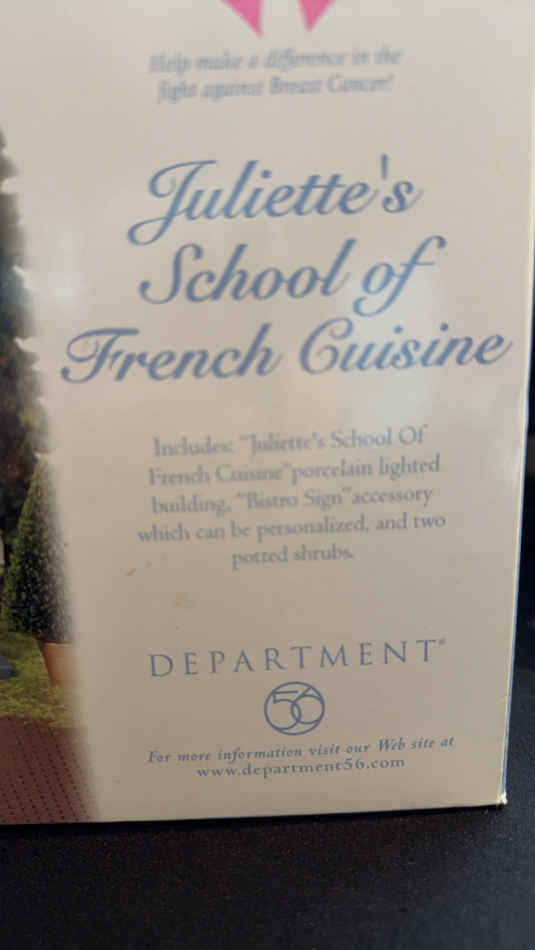 Help make a difference in the
fight against Breast Cancer!
Juliette's
School of
French Cuisine
Includes: "Juliette's School Of
French Cuisine"porcelain lighted
building, "Bistro Sign"accessory
which can be personalized, and two
potted shrubs.
DEPARTMENT®
56
For more information visit our Web site at
www.department56.com